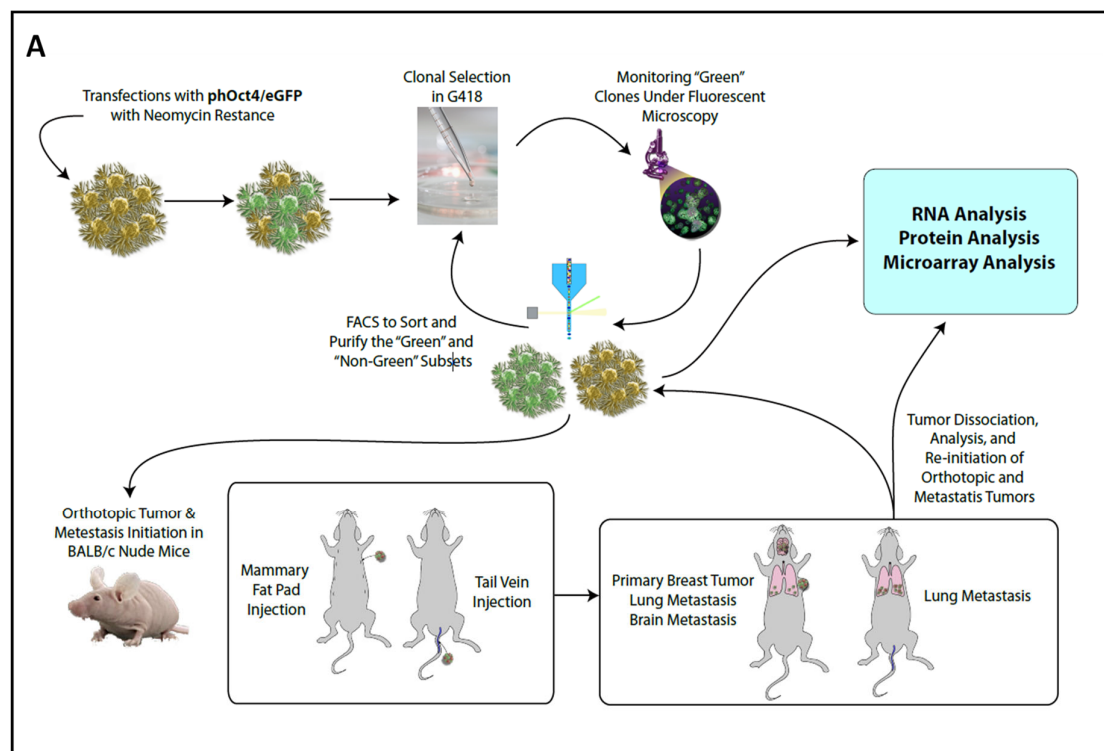 A
Transfections with phOct4/eGFP
with Neomycin Restance
Clonal Selection
in G418
Monitoring “Green”
Clones Under Fluorescent
Microscopy
RNA Analysis
Protein Analysis
Microarray Analysis
FACS to Sort and
Purify the “Green” and
“Non-Green” Subsets
Tumor Dissociation,
Analysis, and
Re-initiation of
Orthotopic and
Metastatis Tumors
Orthotopic Tumor &
Metastasis Initiation in
BALB/c Nude Mice
Mammary
Fat Pad
Injection
Tail Vein
Injection
Primary Breast Tumor
Lung Metastasis
Brain Metastasis
Lung Metastasis